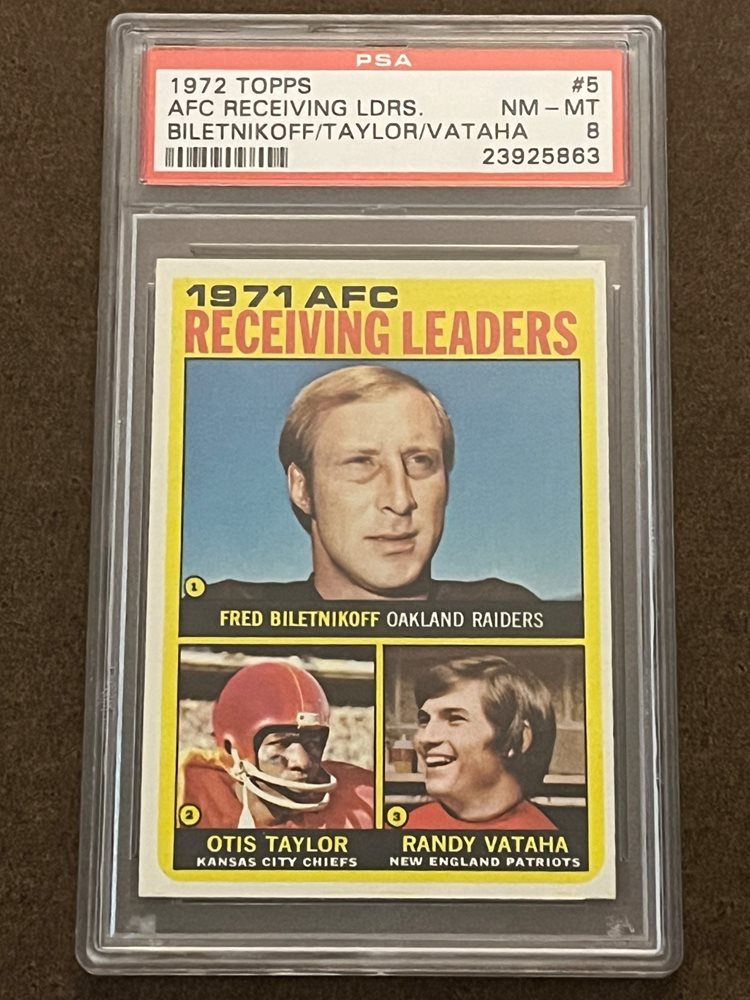 PSA
1972 TOPPS #5
AFC RECEIVING LDRS. NM - MT
BILETNIKOFF/TAYLOR/VATAHA 8
23925863
1971 AFC
RECEIVING LEADERS
1
FRED BILETNIKOFF OAKLAND RAIDERS
2
OTIS TAYLOR
KANSAS CITY CHIEFS
3
RANDY VATAHA
NEW ENGLAND PATRIOTS